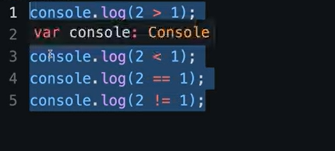 1 console.log(2 > 1);
2 var console: Console
3 console.log(2 < 1);
4 console.log(2 == 1);
5 console.log(2 != 1);